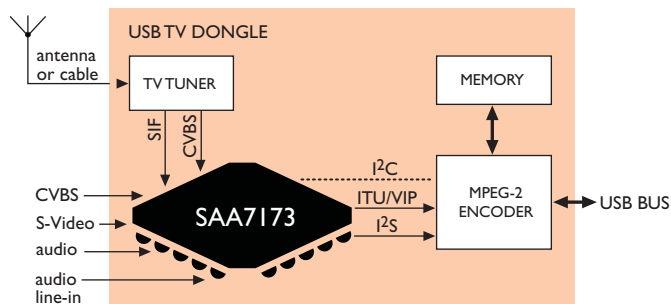 USB TV DONGLE
antenna
or cable
TV TUNER
MEMORY
SIF
CVBS
I²C
CVBS
ITU/VIP
MPEG-2
ENCODER
USB BUS
S-Video
SAA7173
I²S
audio
audio
line-in